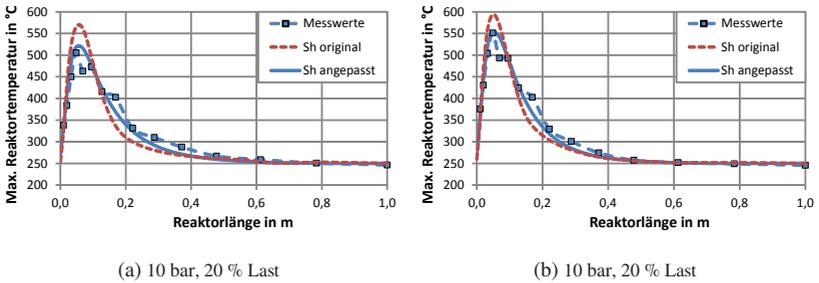 Max. Reaktortemperatur in °C
600
550
500
450
400
350
300
250
200
0,0
0,2
0,4
0,6
0,8
1,0
Reaktorlänge in m
Messwerte
Sh original
Sh angepasst
(a) 10 bar, 20 % Last
Max. Reaktortemperatur in °C
600
550
500
450
400
350
300
250
200
0,0
0,2
0,4
0,6
0,8
1,0
Reaktorlänge in m
Messwerte
Sh original
Sh angepasst
(b) 10 bar, 20 % Last